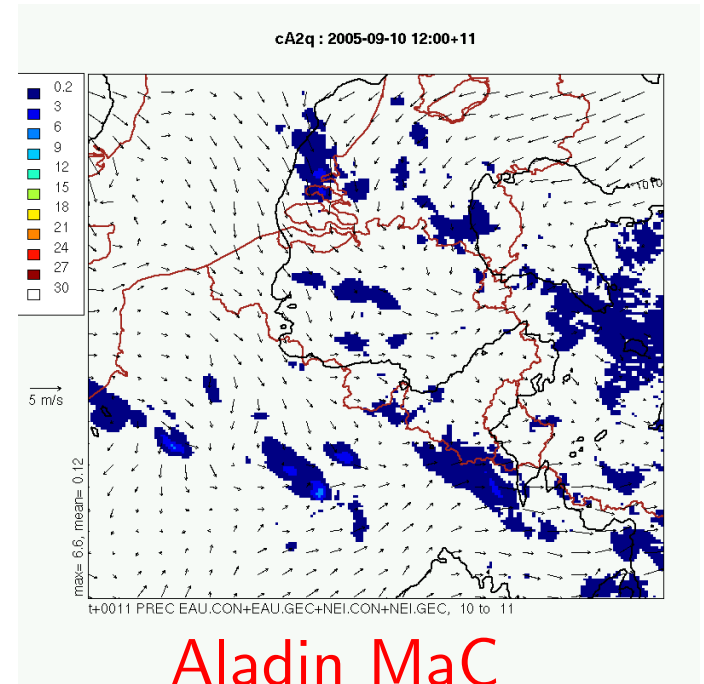 cA2q : 2005-09-10 12:00+11
0.2
3
6
9
12
15
18
21
24
27
30
1010
5 m/s
max= 6.6, mean= 0.12
t+0011 PREC EAU.CON+EAU.GEC+NEI.CON+NEI.GEC, 10 to 11
Aladin MaC